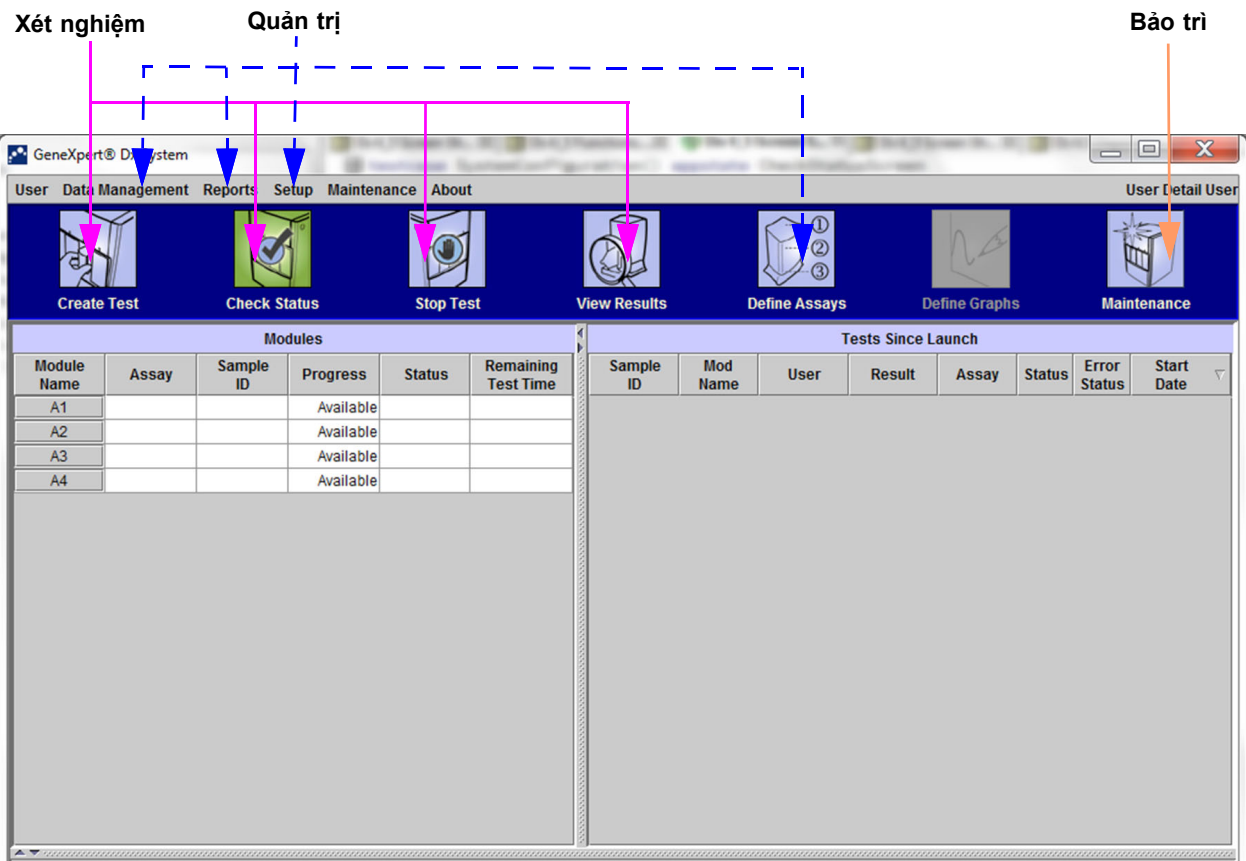 Xét nghiệm
Quản trị
Bảo trì
GeneXpert® Dx System
User Data Management Reports Setup Maintenance About
User Detail User
Create Test
Check Status
Stop Test
View Results
Define Assays
Define Graphs
Maintenance
Modules
Module Name Assay Sample ID Progress Status Remaining Test Time
A1 Available
A2 Available
A3 Available
A4 Available
Tests Since Launch
Sample ID Mod Name User Result Assay Status Error Status Start Date